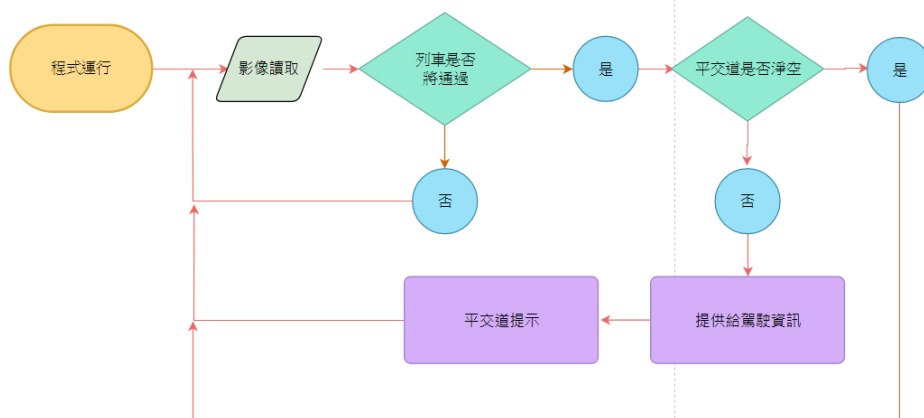 程式運行
影像讀取
列車是否
將通過
是
平交道是否淨空
是
否
否
平交道提示
提供給駕駛資訊